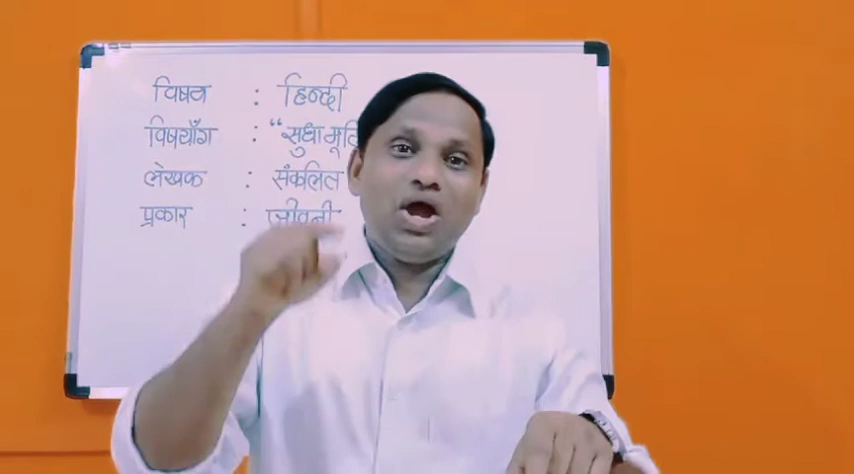 विषय : हिन्दी
विषयाँग : “सुधा
लेखक : संकलित
प्रकार : जीवनी